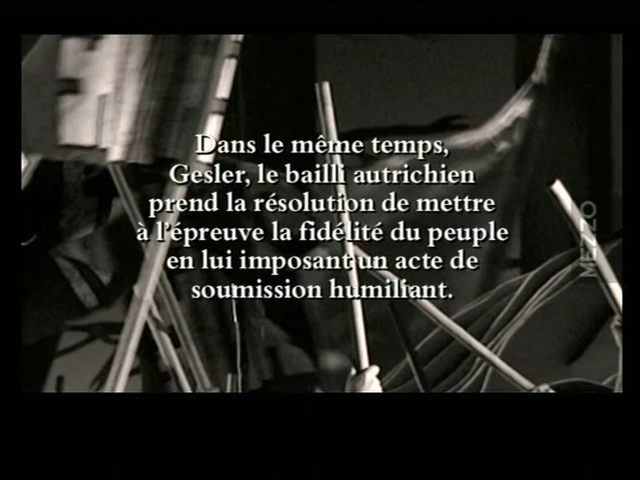 Dans le même temps,
Gesler, le bailli autrichien
prend la résolution de mettre
à l'épreuve la fidélité du peuple
en lui imposant un acte de
soumission humiliant.
MEZZO